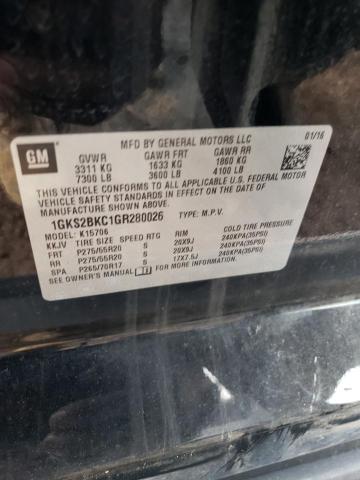 GM
MFD BY GENERAL MOTORS LLC 01/16
GVWR GAWR FRT GAWR RR
3311 KG 1633 KG 1860 KG
7300 LB 3600 LB 4100 LB
THIS VEHICLE CONFORMS TO ALL APPLICABLE U.S. FEDERAL
MOTOR VEHICLE SAFETY STANDARDS IN
EFFECT ON THE DATE OF MANUFACTURE SHOWN ABOVE.
1GKS2BKC1GR280026 TYPE: M.P.V.
MODEL: K15706
KKJV TIRE SIZE SPEED RTG RIM COLD TIRE PRESSURE
FRT P275/55R20 S 20X9J 240KPA(35PSI)
RR P275/55R20 S 20X9J 240KPA(35PSI)
SPA P265/70R17 S 17X7.5J 240KPA(35PSI)
SEE OWNER'S MANUAL FOR MORE INFORMATION.